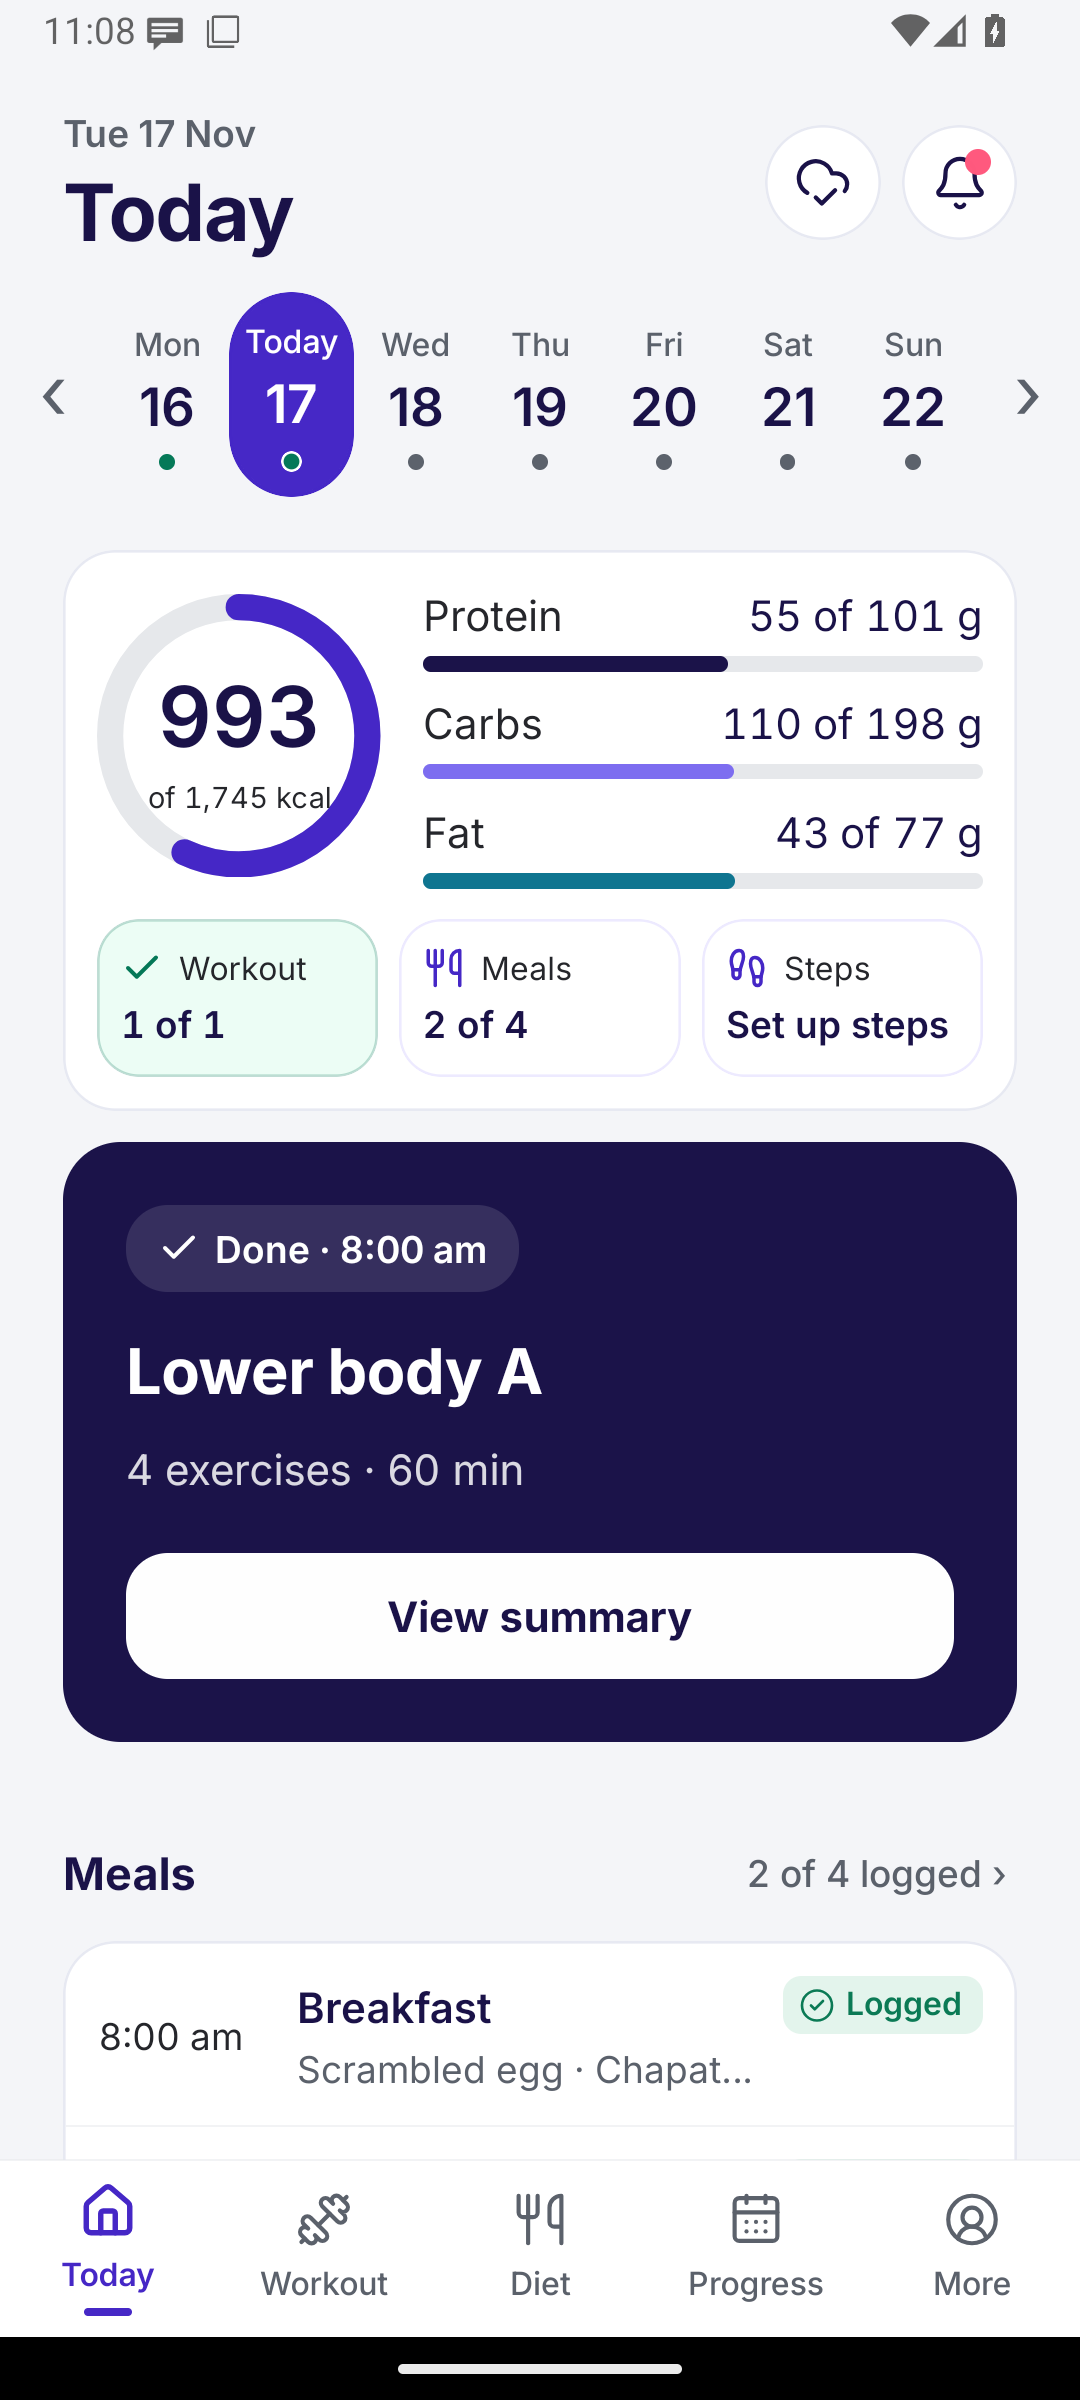 11:08
Tue 17 Nov
Today
Mon Today Wed Thu Fri Sat Sun
16 17 18 19 20 21 22
Protein 55 of 101 g
993
of 1,745 kcal
Carbs 110 of 198 g
Fat 43 of 77 g
Workout
1 of 1
Meals
2 of 4
Steps
Set up steps
Done · 8:00 am
Lower body A
4 exercises · 60 min
View summary
Meals 2 of 4 logged ›
8:00 am
Breakfast
Logged
Scrambled egg · Chapat...
Today Workout Diet Progress More